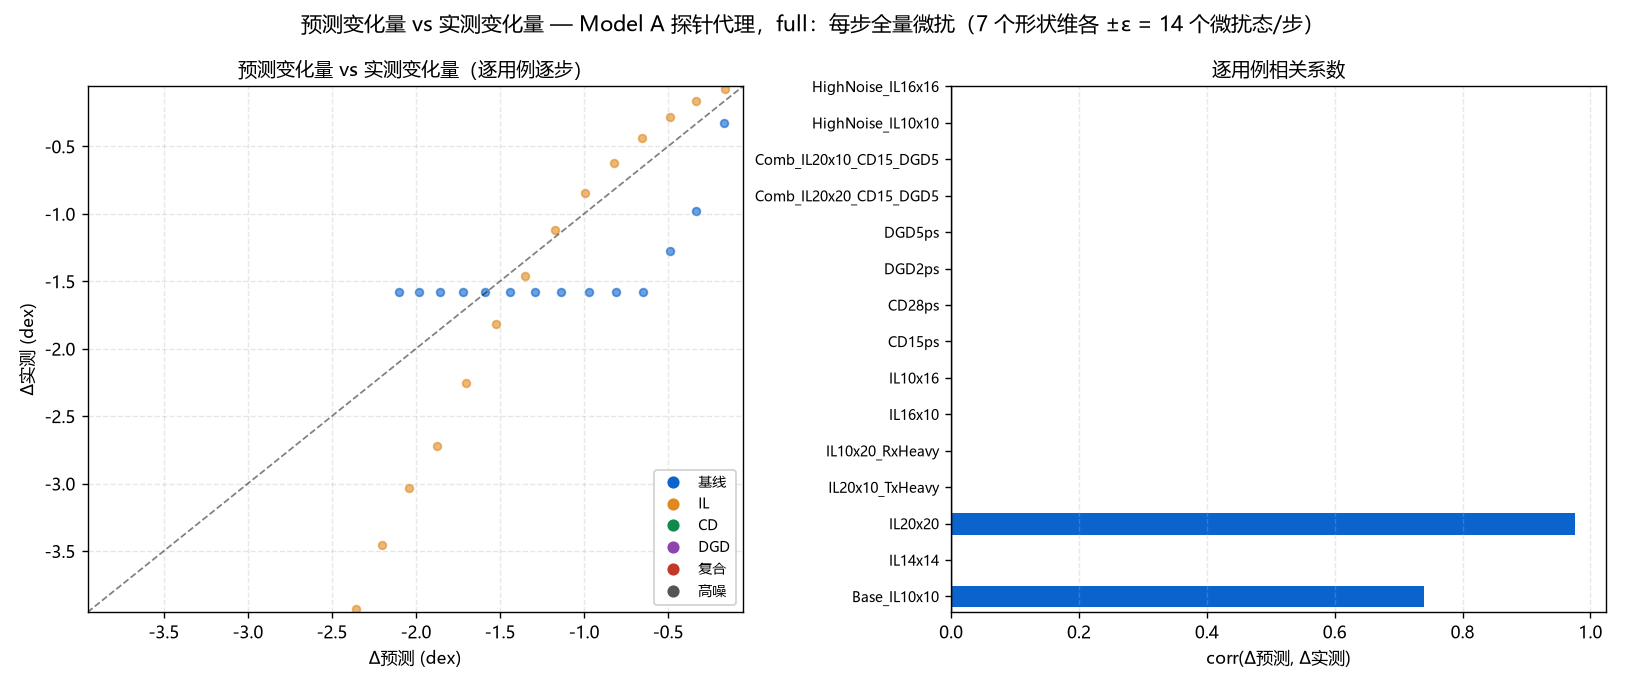 预测变化量 vs 实测变化量 — Model A 探针代理，full：每步全量微扰（7 个形状维各 ±ε = 14 个微扰态/步）
预测变化量 vs 实测变化量（逐用例逐步）
-0.5
-1.0
-1.5
-2.0
-2.5
-3.0
-3.5
Δ实测 (dex)
-3.5
-3.0
-2.5
-2.0
-1.5
-1.0
-0.5
Δ预测 (dex)
基线
IL
CD
DGD
复合
高噪
逐用例相关系数
HighNoise_IL16x16
HighNoise_IL10x10
Comb_IL20x10_CD15_DGD5
Comb_IL20x20_CD15_DGD5
DGD5ps
DGD2ps
CD28ps
CD15ps
IL10x16
IL16x10
IL10x20_RxHeavy
IL20x10_TxHeavy
IL20x20
IL14x14
Base_IL10x10
0.0
0.2
0.4
0.6
0.8
1.0
corr(Δ预测, Δ实测)